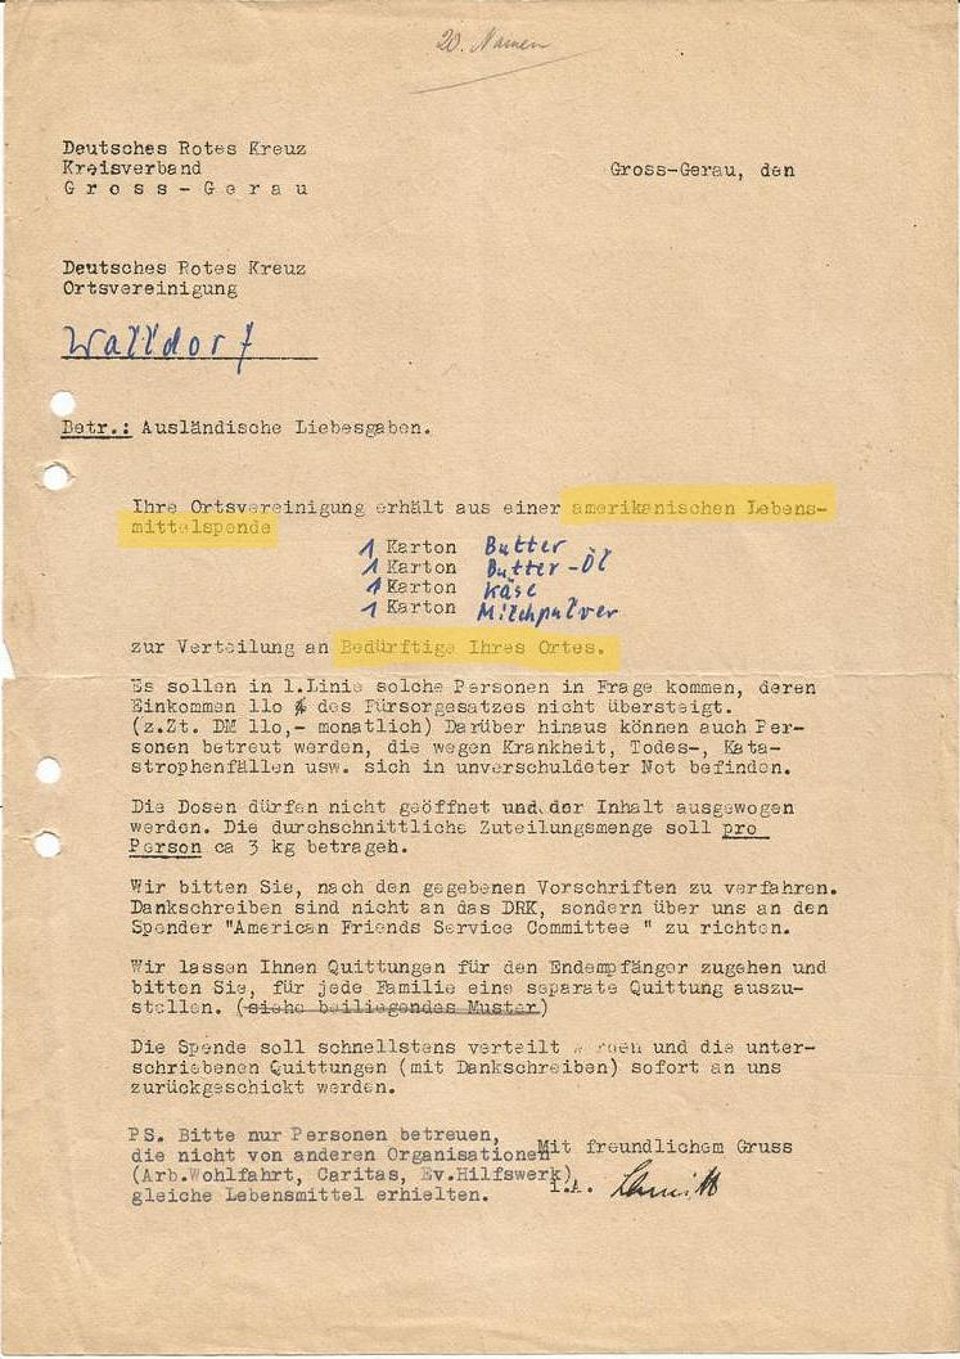 20. Namen
Deutsches Rotes Kreuz
Kreisverband
Gross-Gerau, den
G r o s s - G e r a u
Deutsches Rotes Kreuz
Ortsvereinigung
Walldorf
Betr.: Ausländische Liebesgaben.
Ihre Ortsvereinigung erhält aus einer amerikanischen Lebens-
mittelspende
1 Karton Butter
1 Karton Butter-Öl
1 Karton Käse
1 Karton Milchpulver
zur Verteilung an Bedürftige Ihres Ortes.
Es sollen in 1.Linie solche Personen in Frage kommen, deren
Einkommen 11o % des Fürsorgesatzes nicht übersteigt.
(z.Zt. DM 11o,- monatlich) Darüber hinaus können auch Per-
sonen betreut werden, die wegen Krankheit, Todes-, Kata-
strophenfällen usw. sich in unverschuldeter Not befinden.
Die Dosen dürfen nicht geöffnet und der Inhalt ausgewogen
werden. Die durchschnittliche Zuteilungsmenge soll pro
Person ca 3 kg betrageh.
Wir bitten Sie, nach den gegebenen Vorschriften zu verfahren.
Dankschreiben sind nicht an das DRK, sondern über uns an den
Spender "American Friends Service Committee " zu richten.
Wir lassen Ihnen Quittungen für den Endempfänger zugehen und
bitten Sie, für jede Familie eine separate Quittung auszu-
stellen. (siehe beiliegendes Muster)
Die Spende soll schnellstens verteilt werden und die unter-
schriebenen Quittungen (mit Dankschreiben) sofort an uns
zurückgeschickt werden.
PS. Bitte nur Personen betreuen,
die nicht von anderen Organisationen
Mit freundlichem Gruss
(Arb.Wohlfahrt, Caritas, Ev.Hilfswerk)
gleiche Lebensmittel erhielten.
i.A. Schmitt